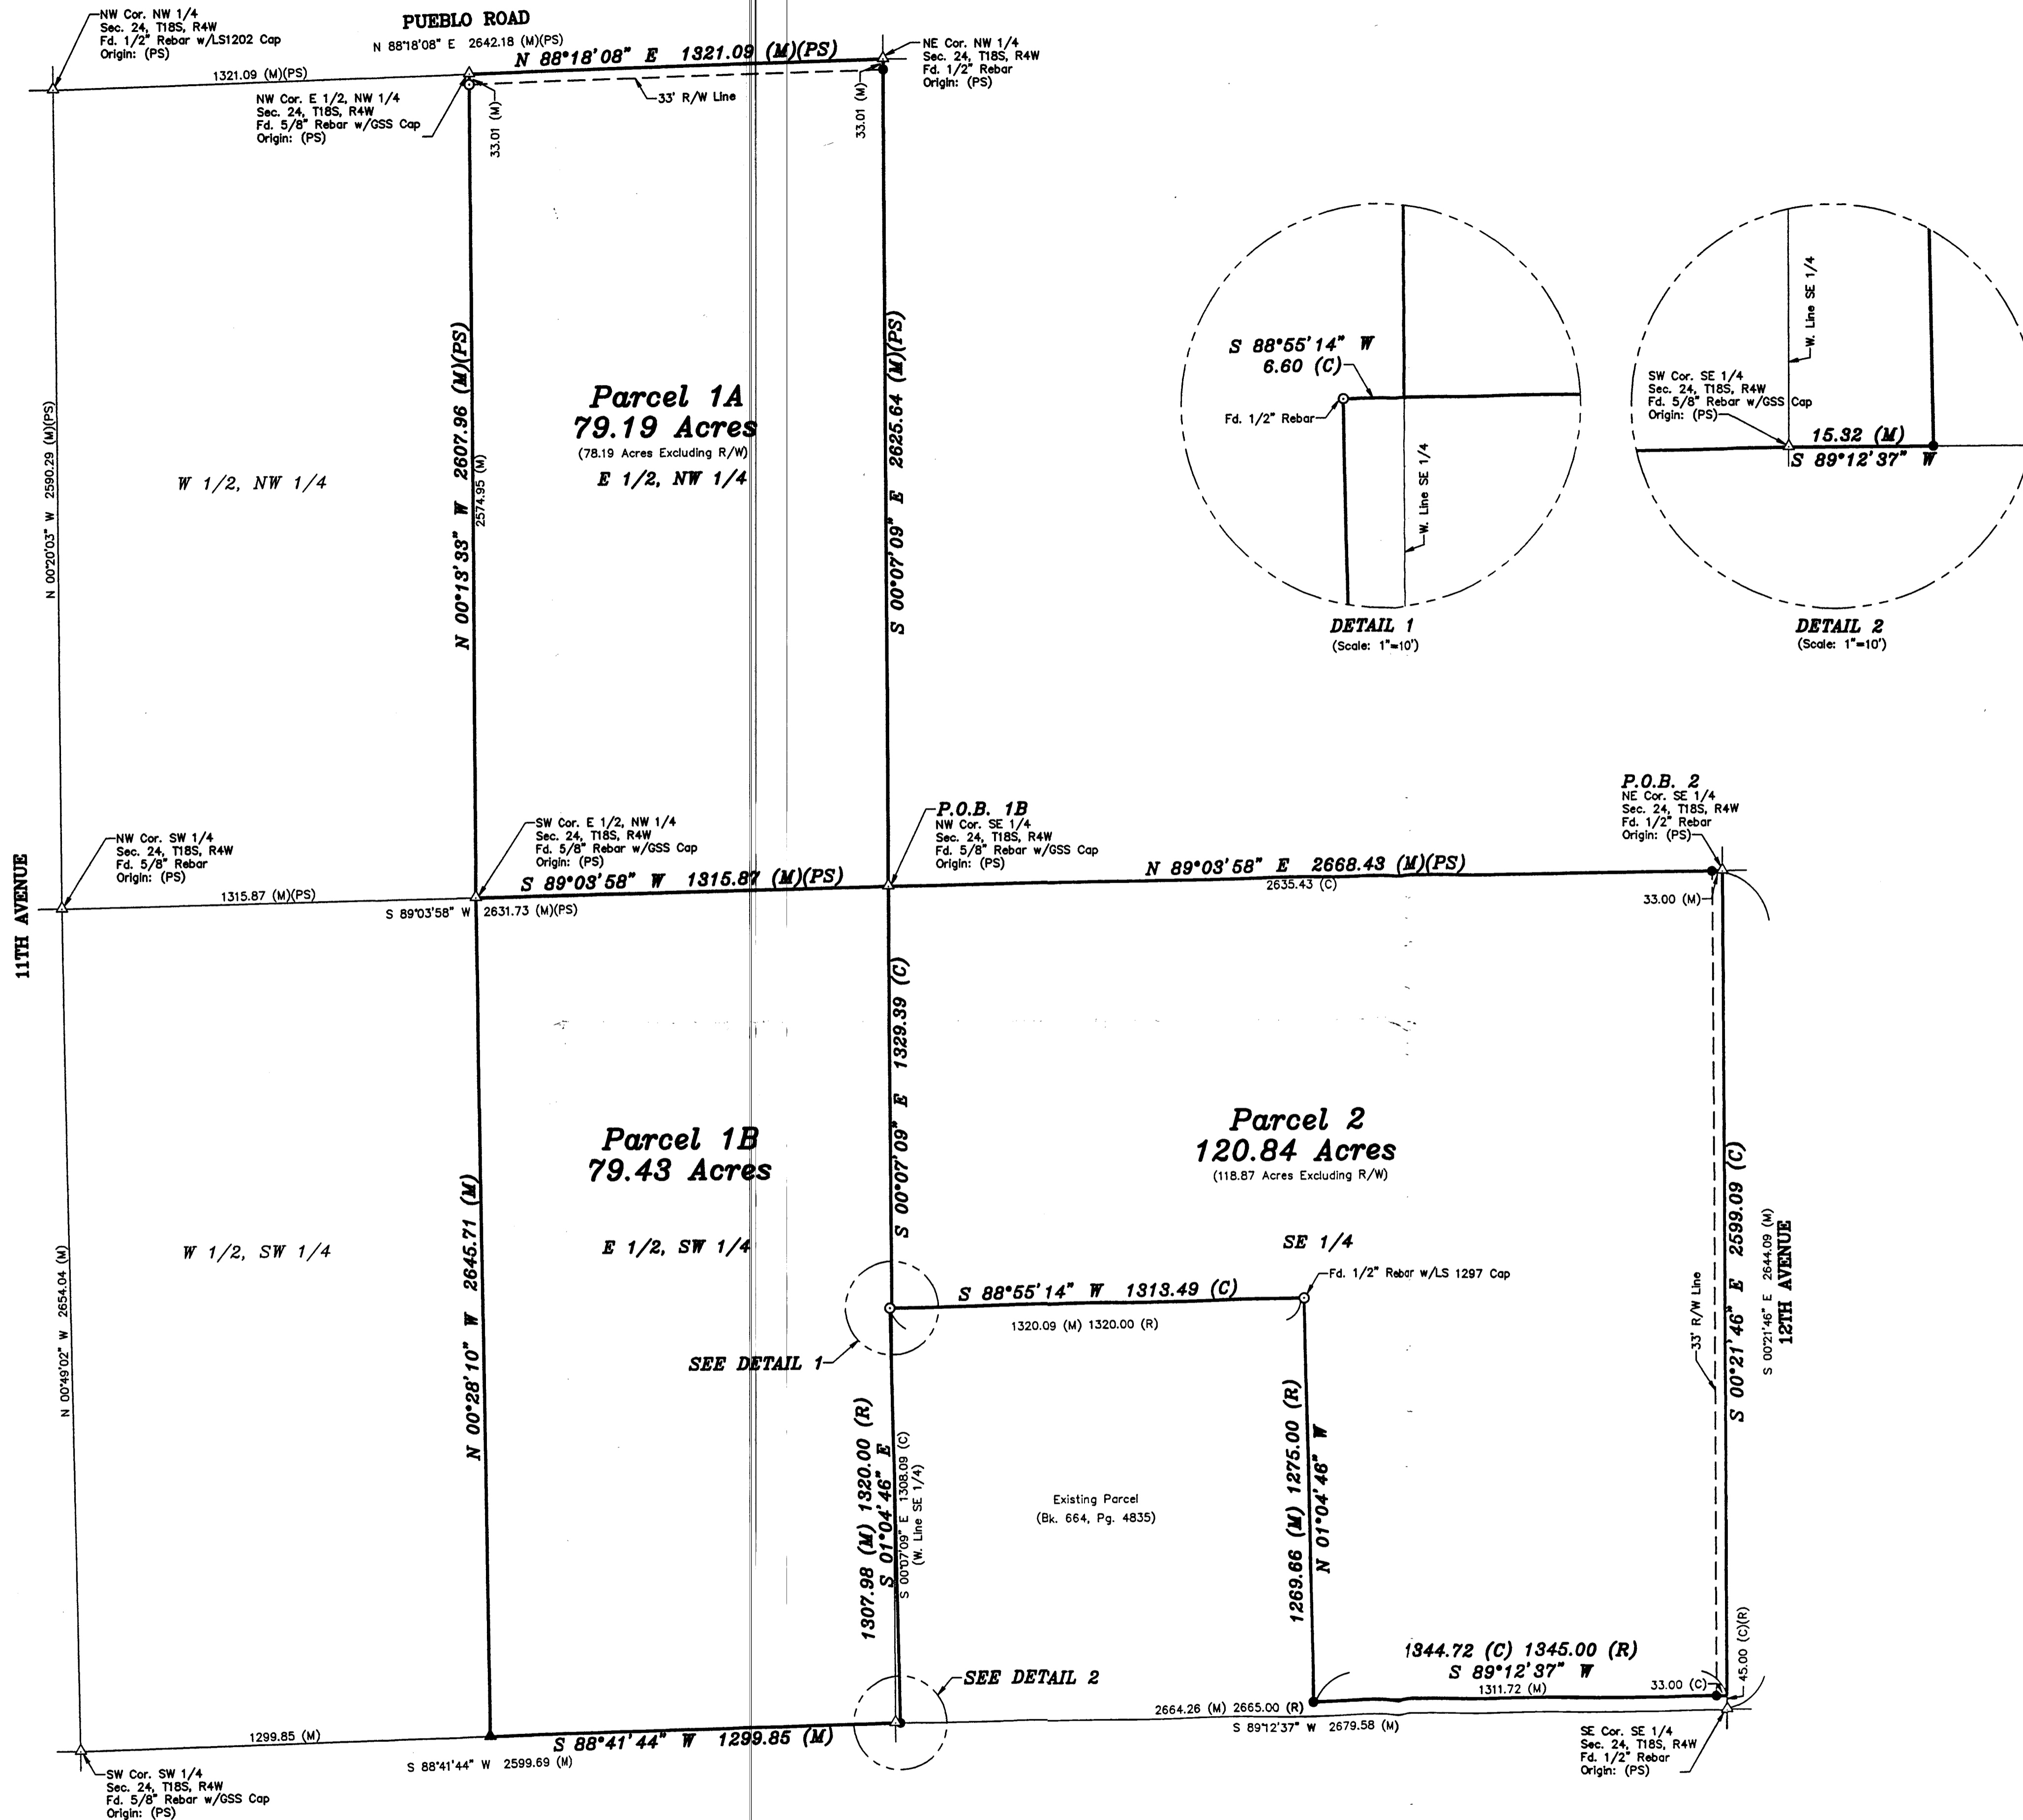 NW Cor. NW 1/4
Sec. 24, T18S, R4W
Fd. 1/2" Rebar w/LS1202 Cap
Origin: (PS)
PUEBLO ROAD
N 88°18'08" E 2642.18 (M)(PS)
N 88°18'08" E 1321.09 (M)(PS)
1321.09 (M)(PS)
NE Cor. NW 1/4
Sec. 24, T18S, R4W
Fd. 1/2" Rebar
Origin: (PS)
NW Cor. E 1/2, NW 1/4
Sec. 24, T18S, R4W
Fd. 5/8" Rebar w/GSS Cap
Origin: (PS)
33.01 (M)
33' R/W Line
33.01 (M)
N 00°20'03" W 2590.29 (M)(PS)
W 1/2, NW 1/4
N 00°13'33" W 2607.96 (M)(PS)
2574.95 (M)
Parcel 1A
79.19 Acres
(78.19 Acres Excluding R/W)
E 1/2, NW 1/4
S 00°07'09" E 2625.64 (M)(PS)
S 88°55'14" W
6.60 (C)
Fd. 1/2" Rebar
W. Line SE 1/4
DETAIL 1
(Scale: 1"=10')
W. Line SE 1/4
SW Cor. SE 1/4
Sec. 24, T18S, R4W
Fd. 5/8" Rebar w/GSS Cap
Origin: (PS)
15.32 (M)
S 89°12'37" W
DETAIL 2
(Scale: 1"=10')
11TH AVENUE
NW Cor. SW 1/4
Sec. 24, T18S, R4W
Fd. 5/8" Rebar
Origin: (PS)
1315.87 (M)(PS)
S 89°03'58" W 2631.73 (M)(PS)
SW Cor. E 1/2, NW 1/4
Sec. 24, T18S, R4W
Fd. 5/8" Rebar w/GSS Cap
Origin: (PS)
S 89°03'58" W 1315.87 (M)(PS)
P.O.B. 1B
NW Cor. SE 1/4
Sec. 24, T18S, R4W
Fd. 5/8" Rebar w/GSS Cap
Origin: (PS)
N 89°03'58" E 2668.43 (M)(PS)
2635.43 (C)
P.O.B. 2
NE Cor. SE 1/4
Sec. 24, T18S, R4W
Fd. 1/2" Rebar
Origin: (PS)
33.00 (M)
N 00°49'02" W 2654.04 (M)
W 1/2, SW 1/4
N 00°28'10" W 2645.71 (M)
Parcel 1B
79.43 Acres
E 1/2, SW 1/4
S 00°07'09" E 1329.39 (C)
Parcel 2
120.84 Acres
(118.87 Acres Excluding R/W)
SE 1/4
Fd. 1/2" Rebar w/LS 1297 Cap
S 88°55'14" W 1313.49 (C)
1320.09 (M) 1320.00 (R)
SEE DETAIL 1
33' R/W Line
S 00°21'46" E 2599.09 (C)
S 00°21'46" E 2644.09 (M)
12TH AVENUE
1307.98 (M) 1320.00 (R)
S 01°04'46" E
S 00°07'09" E 1308.09 (C)
(W. Line SE 1/4)
Existing Parcel
(Bk. 664, Pg. 4835)
1269.66 (M) 1275.00 (R)
N 01°04'46" W
1344.72 (C) 1345.00 (R)
S 89°12'37" W
1311.72 (M)
33.00 (C)
45.00 (C)(R)
SEE DETAIL 2
2664.26 (M) 2665.00 (R)
S 89°12'37" W 2679.58 (M)
1299.85 (M)
S 88°41'44" W 1299.85 (M)
S 88°41'44" W 2599.69 (M)
SW Cor. SW 1/4
Sec. 24, T18S, R4W
Fd. 5/8" Rebar w/GSS Cap
Origin: (PS)
SE Cor. SE 1/4
Sec. 24, T18S, R4W
Fd. 1/2" Rebar
Origin: (PS)